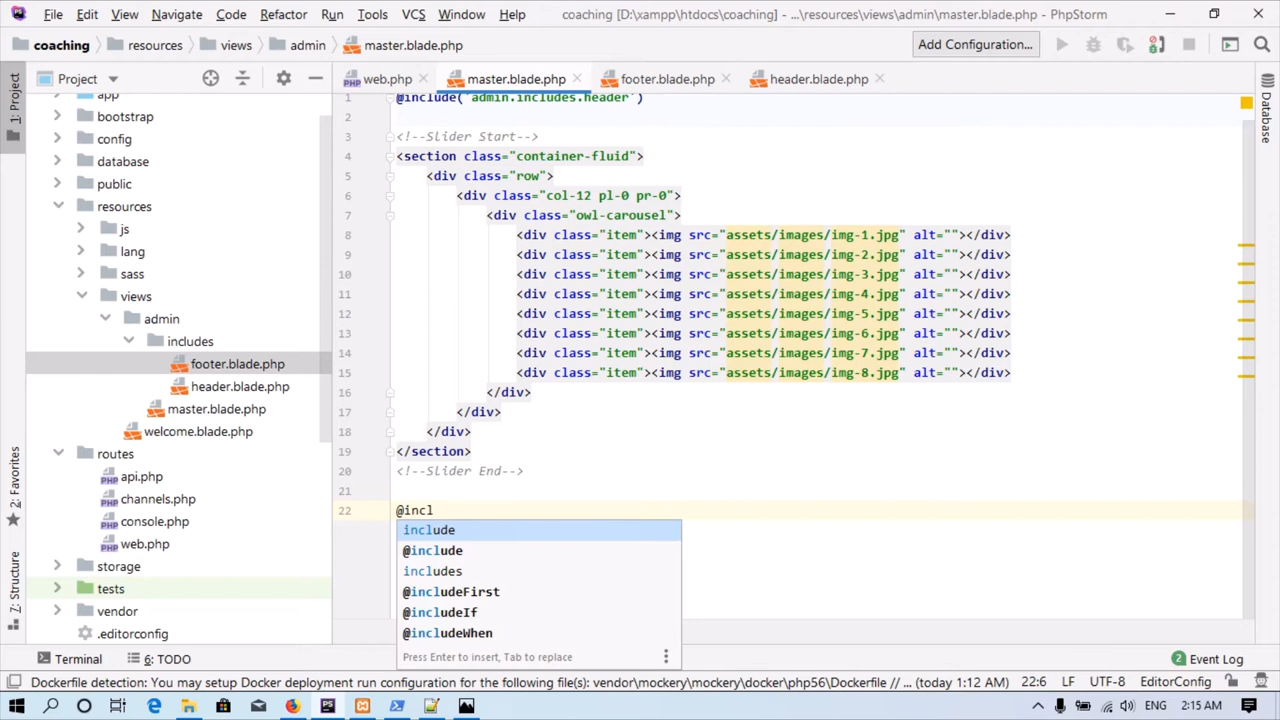 File Edit View Navigate Code Refactor Run Tools VCS Window Help coaching [D:\xampp\htdocs\coaching] - ...\resources\views\admin\master.blade.php - PhpStorm
coaching resources views admin master.blade.php Add Configuration...
Project web.php master.blade.php footer.blade.php header.blade.php
1: Project
2: Favorites
Z: Structure
Database
app
bootstrap
config
database
public
resources
js
lang
sass
views
admin
includes
footer.blade.php
header.blade.php
master.blade.php
welcome.blade.php
routes
api.php
channels.php
console.php
web.php
storage
tests
vendor
.editorconfig
1 @include('admin.includes.header')
2
3 <!--Slider Start-->
4 <section class="container-fluid">
5 <div class="row">
6 <div class="col-12 pl-0 pr-0">
7 <div class="owl-carousel">
8 <div class="item"><img src="assets/images/img-1.jpg" alt=""></div>
9 <div class="item"><img src="assets/images/img-2.jpg" alt=""></div>
10 <div class="item"><img src="assets/images/img-3.jpg" alt=""></div>
11 <div class="item"><img src="assets/images/img-4.jpg" alt=""></div>
12 <div class="item"><img src="assets/images/img-5.jpg" alt=""></div>
13 <div class="item"><img src="assets/images/img-6.jpg" alt=""></div>
14 <div class="item"><img src="assets/images/img-7.jpg" alt=""></div>
15 <div class="item"><img src="assets/images/img-8.jpg" alt=""></div>
16 </div>
17 </div>
18 </div>
19 </section>
20 <!--Slider End-->
21
22 @incl
include
@include
includes
@includeFirst
@includeIf
@includeWhen
Press Enter to insert, Tab to replace
Terminal 6: TODO 2 Event Log
Dockerfile detection: You may setup Docker deployment run configuration for the following file(s): vendor\mockery\mockery\docker\php56\Dockerfile // ... (today 1:12 AM) 22:6 LF UTF-8 EditorConfig
ENG 2:15 AM